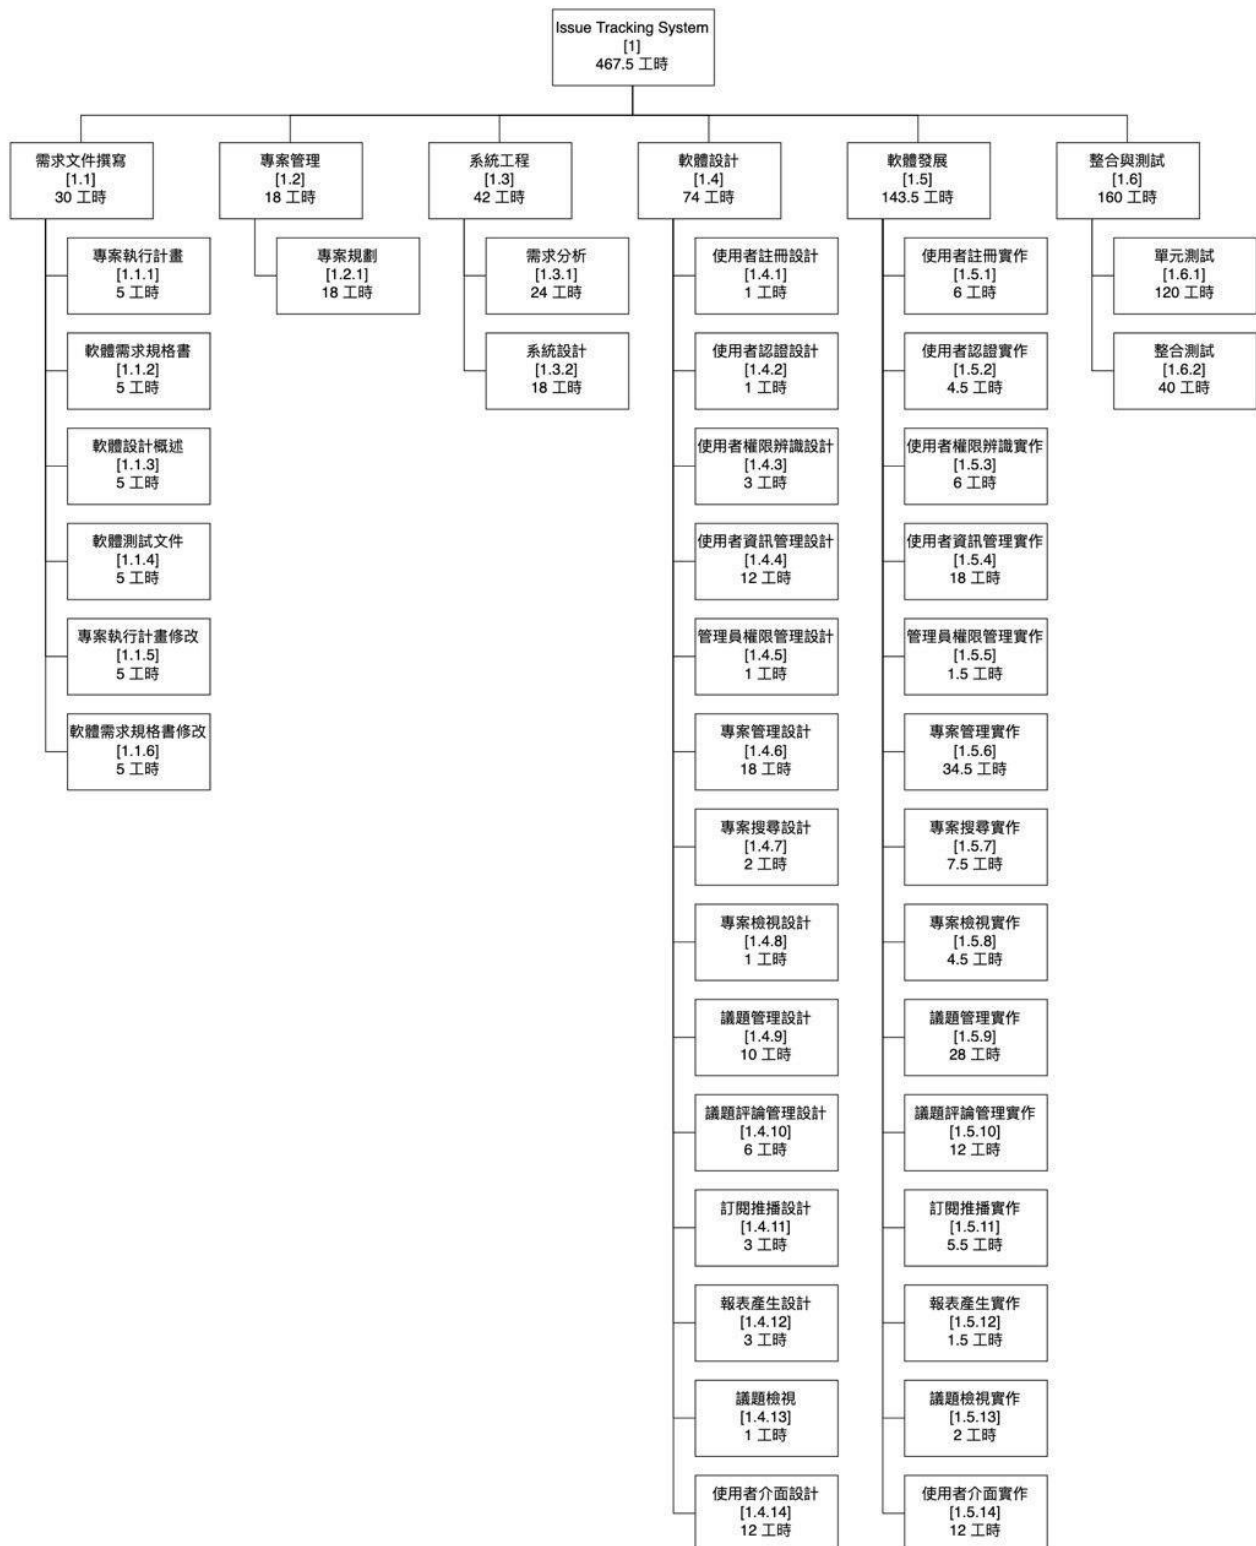 Issue Tracking System
[1]
467.5 工時
需求文件撰寫
[1.1]
30 工時
專案管理
[1.2]
18 工時
系統工程
[1.3]
42 工時
軟體設計
[1.4]
74 工時
軟體發展
[1.5]
143.5 工時
整合與測試
[1.6]
160 工時
專案執行計畫
[1.1.1]
5 工時
軟體需求規格書
[1.1.2]
5 工時
軟體設計概述
[1.1.3]
5 工時
軟體測試文件
[1.1.4]
5 工時
專案執行計畫修改
[1.1.5]
5 工時
軟體需求規格書修改
[1.1.6]
5 工時
專案規劃
[1.2.1]
18 工時
需求分析
[1.3.1]
24 工時
系統設計
[1.3.2]
18 工時
使用者註冊設計
[1.4.1]
1 工時
使用者認證設計
[1.4.2]
1 工時
使用者權限辨識設計
[1.4.3]
3 工時
使用者資訊管理設計
[1.4.4]
12 工時
管理員權限管理設計
[1.4.5]
1 工時
專案管理設計
[1.4.6]
18 工時
專案搜尋設計
[1.4.7]
2 工時
專案檢視設計
[1.4.8]
1 工時
議題管理設計
[1.4.9]
10 工時
議題評論管理設計
[1.4.10]
6 工時
訂閱推播設計
[1.4.11]
3 工時
報表產生設計
[1.4.12]
3 工時
議題檢視
[1.4.13]
1 工時
使用者介面設計
[1.4.14]
12 工時
使用者註冊實作
[1.5.1]
6 工時
使用者認證實作
[1.5.2]
4.5 工時
使用者權限辨識實作
[1.5.3]
6 工時
使用者資訊管理實作
[1.5.4]
18 工時
管理員權限管理實作
[1.5.5]
1.5 工時
專案管理實作
[1.5.6]
34.5 工時
專案搜尋實作
[1.5.7]
7.5 工時
專案檢視實作
[1.5.8]
4.5 工時
議題管理實作
[1.5.9]
28 工時
議題評論管理實作
[1.5.10]
12 工時
訂閱推播實作
[1.5.11]
5.5 工時
報表產生實作
[1.5.12]
1.5 工時
議題檢視實作
[1.5.13]
2 工時
使用者介面實作
[1.5.14]
12 工時
單元測試
[1.6.1]
120 工時
整合測試
[1.6.2]
40 工時